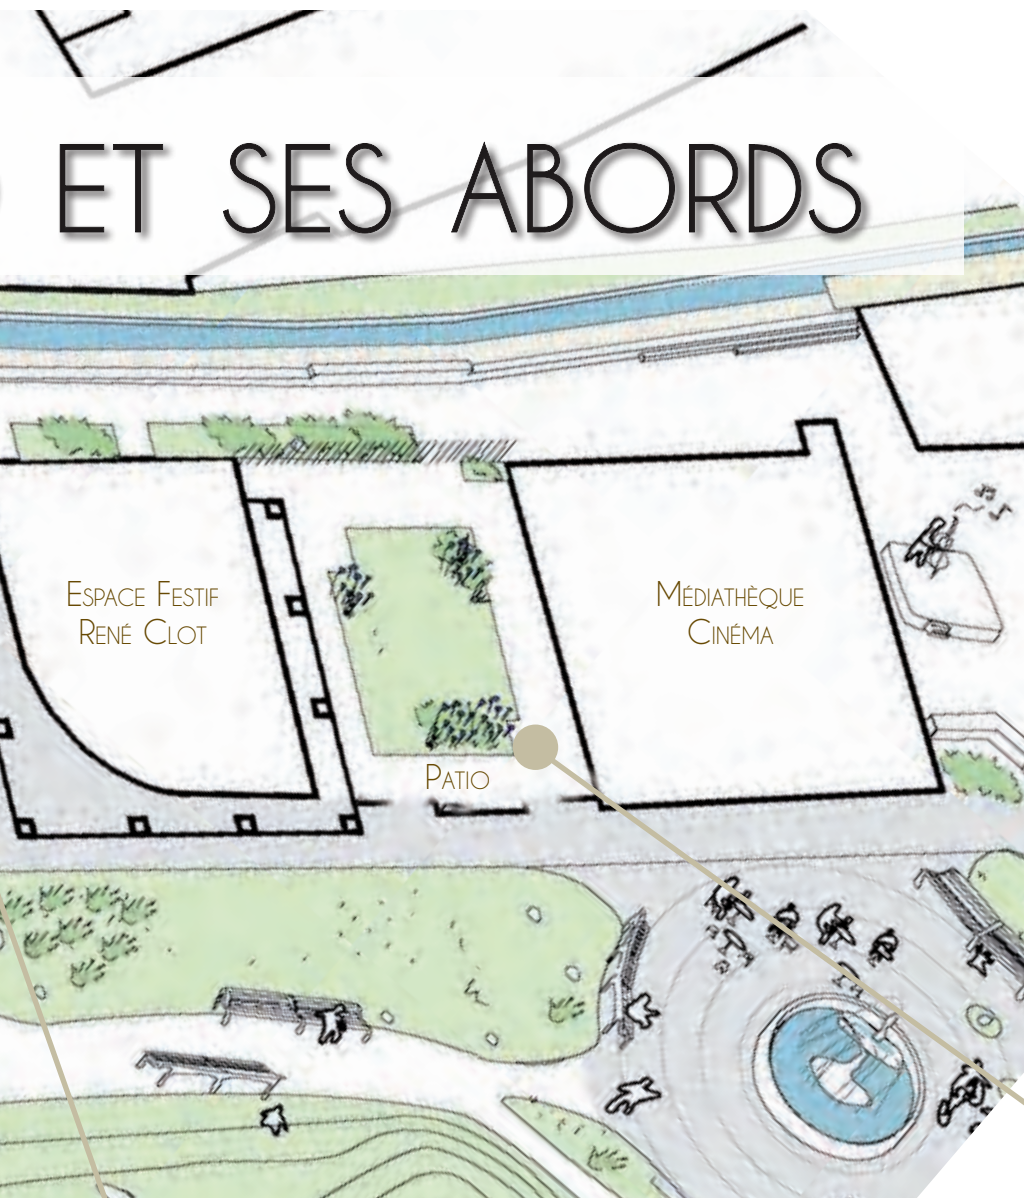 ET SES ABORDS
ESPACE FESTIF
RENÉ CLOT
MÉDIATHÈQUE
CINÉMA
PATIO